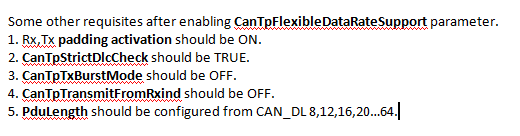 Some other requisites after enabling CanTpFlexibleDataRateSupport parameter.
1. Rx,Tx padding activation should be ON.
2. CanTpStrictDlcCheck should be TRUE.
3. CanTpTxBurstMode should be OFF.
4. CanTpTransmitFromRxind should be OFF.
5. PduLength should be configured from CAN_DL 8,12,16,20...64.